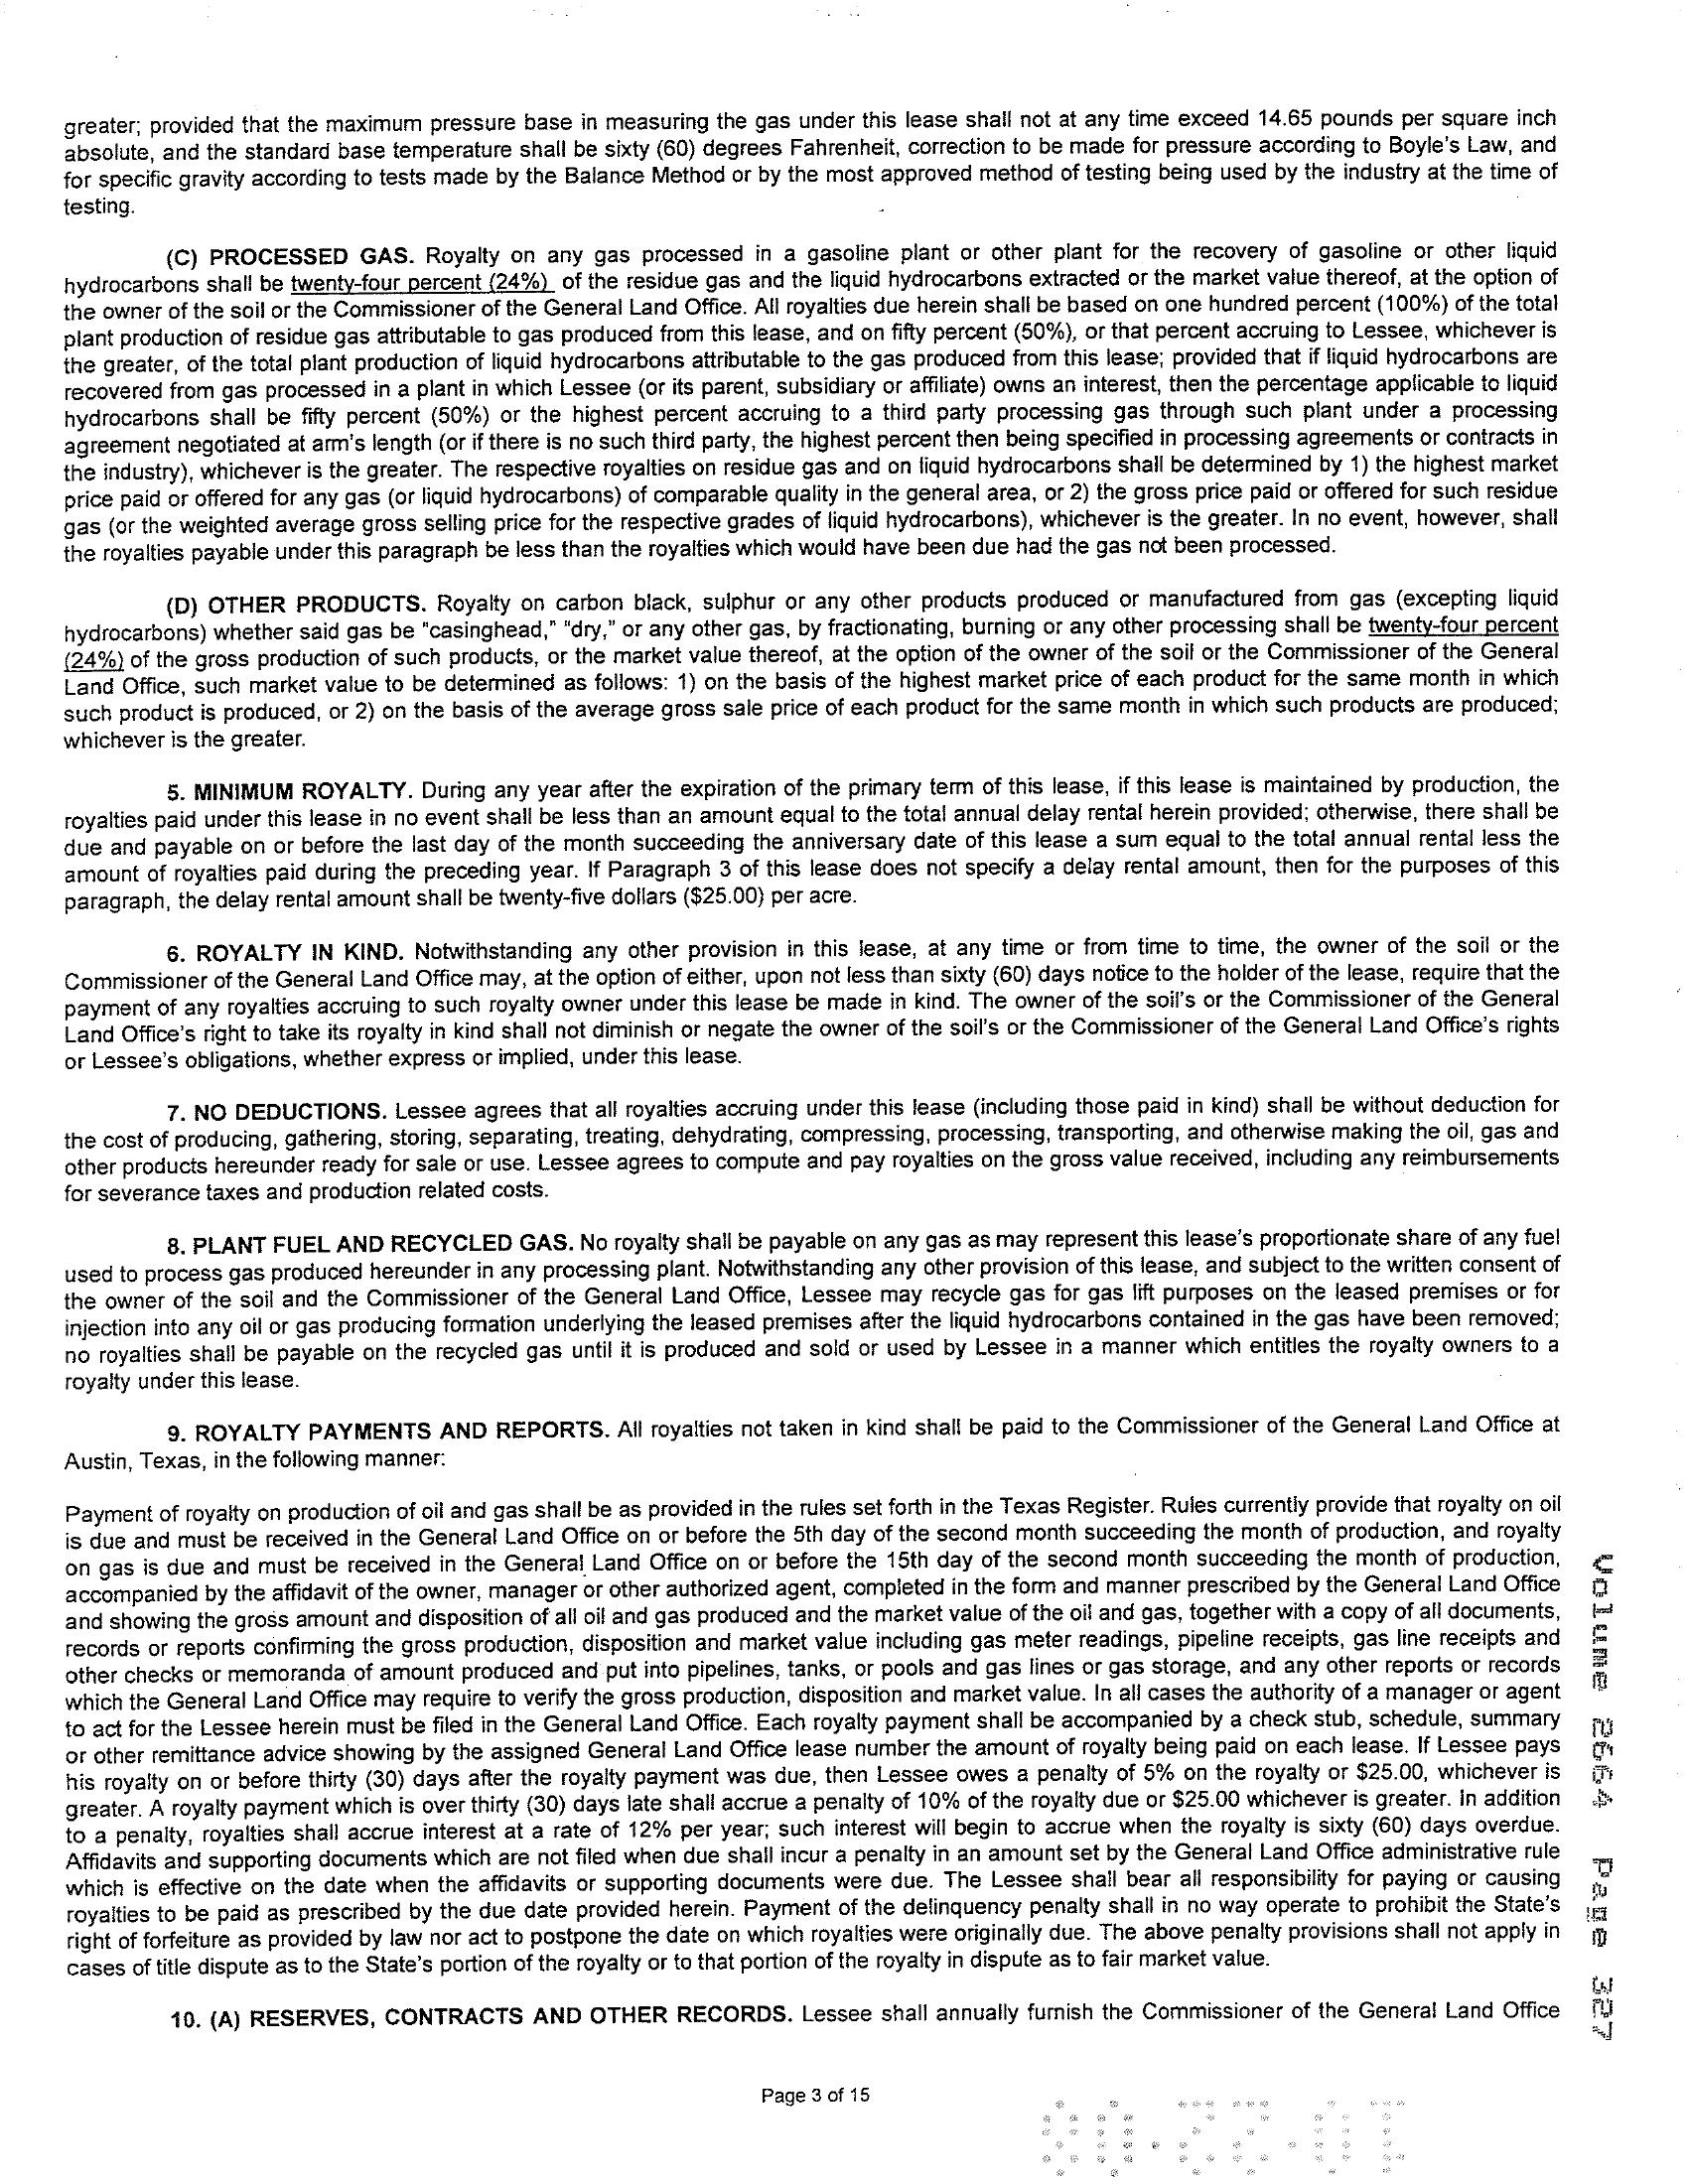 greater; provided that the maximum pressure base in measuring the gas under this lease shall not at any time exceed 14.65 pounds per square inch
absolute, and the standard base temperature shall be sixty (60) degrees Fahrenheit, correction to be made for pressure according to Boyle's Law, and
for specific gravity according to tests made by the Balance Method or by the most approved method of testing being used by the industry at the time of
testing.
(C) PROCESSED GAS. Royalty on any gas processed in a gasoline plant or other plant for the recovery of gasoline or other liquid
hydrocarbons shall be twenty-four percent (24%) of the residue gas and the liquid hydrocarbons extracted or the market value thereof, at the option of
the owner of the soil or the Commissioner of the General Land Office. All royalties due herein shall be based on one hundred percent (100%) of the total
plant production of residue gas attributable to gas produced from this lease, and on fifty percent (50%), or that percent accruing to Lessee, whichever is
the greater, of the total plant production of liquid hydrocarbons attributable to the gas produced from this lease; provided that if liquid hydrocarbons are
recovered from gas processed in a plant in which Lessee (or its parent, subsidiary or affiliate) owns an interest, then the percentage applicable to liquid
hydrocarbons shall be fifty percent (50%) or the highest percent accruing to a third party processing gas through such plant under a processing
agreement negotiated at arm's length (or if there is no such third party, the highest percent then being specified in processing agreements or contracts in
the industry), whichever is the greater. The respective royalties on residue gas and on liquid hydrocarbons shall be determined by 1) the highest market
price paid or offered for any gas (or liquid hydrocarbons) of comparable quality in the general area, or 2) the gross price paid or offered for such residue
gas (or the weighted average gross selling price for the respective grades of liquid hydrocarbons), whichever is the greater. In no event, however, shall
the royalties payable under this paragraph be less than the royalties which would have been due had the gas not been processed.
(D) OTHER PRODUCTS. Royalty on carbon black, sulphur or any other products produced or manufactured from gas (excepting liquid
hydrocarbons) whether said gas be "casinghead," "dry," or any other gas, by fractionating, burning or any other processing shall be twenty-four percent
(24%) of the gross production of such products, or the market value thereof, at the option of the owner of the soil or the Commissioner of the General
Land Office, such market value to be determined as follows: 1) on the basis of the highest market price of each product for the same month in which
such product is produced, or 2) on the basis of the average gross sale price of each product for the same month in which such products are produced;
whichever is the greater.
5. MINIMUM ROYALTY. During any year after the expiration of the primary term of this lease, if this lease is maintained by production, the
royalties paid under this lease in no event shall be less than an amount equal to the total annual delay rental herein provided; otherwise, there shall be
due and payable on or before the last day of the month succeeding the anniversary date of this lease a sum equal to the total annual rental less the
amount of royalties paid during the preceding year. If Paragraph 3 of this lease does not specify a delay rental amount, then for the purposes of this
paragraph, the delay rental amount shall be twenty-five dollars ($25.00) per acre.
6. ROYALTY IN KIND. Notwithstanding any other provision in this lease, at any time or from time to time, the owner of the soil or the
Commissioner of the General Land Office may, at the option of either, upon not less than sixty (60) days notice to the holder of the lease, require that the
payment of any royalties accruing to such royalty owner under this lease be made in kind. The owner of the soil's or the Commissioner of the General
Land Office's right to take its royalty in kind shall not diminish or negate the owner of the soil's or the Commissioner of the General Land Office's rights
or Lessee's obligations, whether express or implied, under this lease.
7. NO DEDUCTIONS. Lessee agrees that all royalties accruing under this lease (including those paid in kind) shall be without deduction for
the cost of producing, gathering, storing, separating, treating, dehydrating, compressing, processing, transporting, and otherwise making the oil, gas and
other products hereunder ready for sale or use. Lessee agrees to compute and pay royalties on the gross value received, including any reimbursements
for severance taxes and production related costs.
8. PLANT FUEL AND RECYCLED GAS. No royalty shall be payable on any gas as may represent this lease's proportionate share of any fuel
used to process gas produced hereunder in any processing plant. Notwithstanding any other provision of this lease, and subject to the written consent of
the owner of the soil and the Commissioner of the General Land Office, Lessee may recycle gas for gas lift purposes on the leased premises or for
injection into any oil or gas producing formation underlying the leased premises after the liquid hydrocarbons contained in the gas have been removed;
no royalties shall be payable on the recycled gas until it is produced and sold or used by Lessee in a manner which entitles the royalty owners to a
royalty under this lease.
9. ROYALTY PAYMENTS AND REPORTS. All royalties not taken in kind shall be paid to the Commissioner of the General Land Office at
Austin, Texas, in the following manner:
Payment of royalty on production of oil and gas shall be as provided in the rules set forth in the Texas Register. Rules currently provide that royalty on oil
is due and must be received in the General Land Office on or before the 5th day of the second month succeeding the month of production, and royalty
on gas is due and must be received in the General Land Office on or before the 15th day of the second month succeeding the month of production,
accompanied by the affidavit of the owner, manager or other authorized agent, completed in the form and manner prescribed by the General Land Office
and showing the gross amount and disposition of all oil and gas produced and the market value of the oil and gas, together with a copy of all documents,
records or reports confirming the gross production, disposition and market value including gas meter readings, pipeline receipts, gas line receipts and
other checks or memoranda of amount produced and put into pipelines, tanks, or pools and gas lines or gas storage, and any other reports or records
which the General Land Office may require to verify the gross production, disposition and market value. In all cases the authority of a manager or agent
to act for the Lessee herein must be filed in the General Land Office. Each royalty payment shall be accompanied by a check stub, schedule, summary
or other remittance advice showing by the assigned General Land Office lease number the amount of royalty being paid on each lease. If Lessee pays
his royalty on or before thirty (30) days after the royalty payment was due, then Lessee owes a penalty of 5% on the royalty or $25.00, whichever is
greater. A royalty payment which is over thirty (30) days late shall accrue a penalty of 10% of the royalty due or $25.00 whichever is greater. In addition
to a penalty, royalties shall accrue interest at a rate of 12% per year; such interest will begin to accrue when the royalty is sixty (60) days overdue.
Affidavits and supporting documents which are not filed when due shall incur a penalty in an amount set by the General Land Office administrative rule
which is effective on the date when the affidavits or supporting documents were due. The Lessee shall bear all responsibility for paying or causing
royalties to be paid as prescribed by the due date provided herein. Payment of the delinquency penalty shall in no way operate to prohibit the State's
right of forfeiture as provided by law nor act to postpone the date on which royalties were originally due. The above penalty provisions shall not apply in
cases of title dispute as to the State's portion of the royalty or to that portion of the royalty in dispute as to fair market value.
10. (A) RESERVES, CONTRACTS AND OTHER RECORDS. Lessee shall annually furnish the Commissioner of the General Land Office
Volume 2664 Page 327
Page 3 of 15